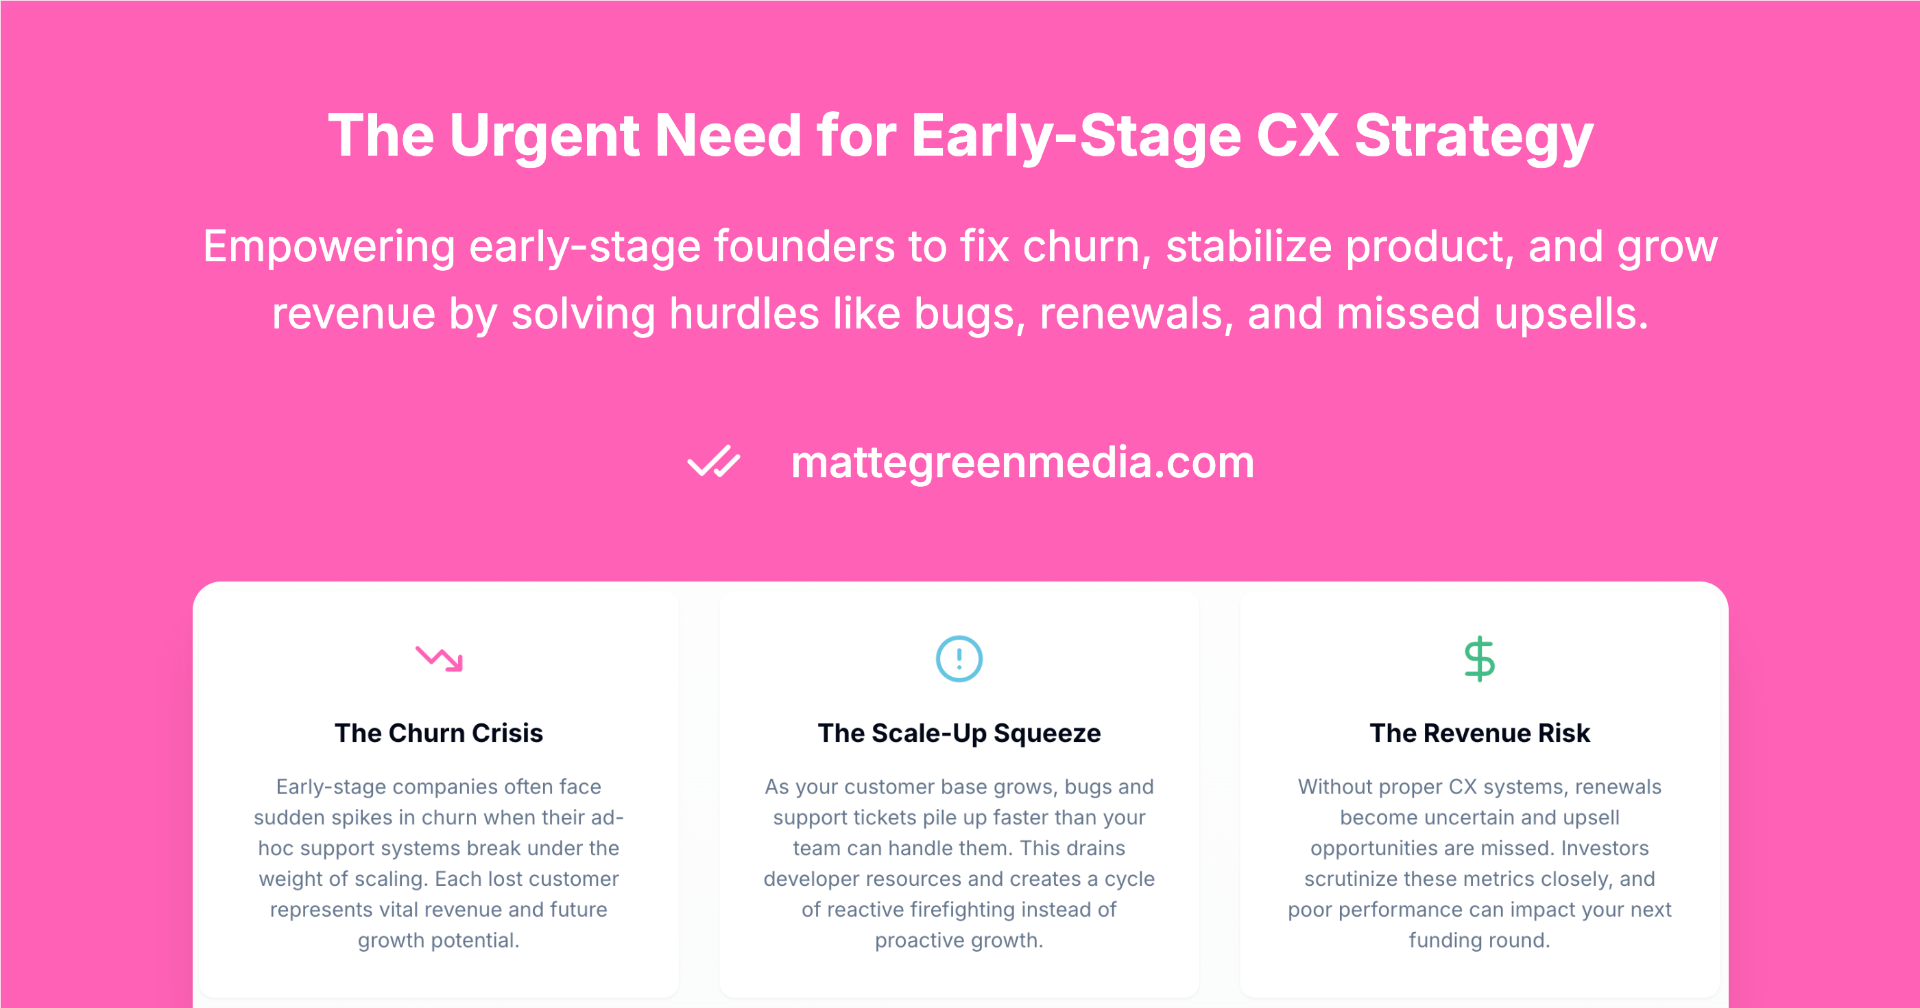 The Urgent Need for Early-Stage CX Strategy
Empowering early-stage founders to fix churn, stabilize product, and grow
revenue by solving hurdles like bugs, renewals, and missed upsells.
mattegreenmedia.com
The Churn Crisis
Early-stage companies often face
sudden spikes in churn when their ad-
hoc support systems break under the
weight of scaling. Each lost customer
represents vital revenue and future
growth potential.
The Scale-Up Squeeze
As your customer base grows, bugs and
support tickets pile up faster than your
team can handle them. This drains
developer resources and creates a cycle
of reactive firefighting instead of
proactive growth.
The Revenue Risk
Without proper CX systems, renewals
become uncertain and upsell
opportunities are missed. Investors
scrutinize these metrics closely, and
poor performance can impact your next
funding round.